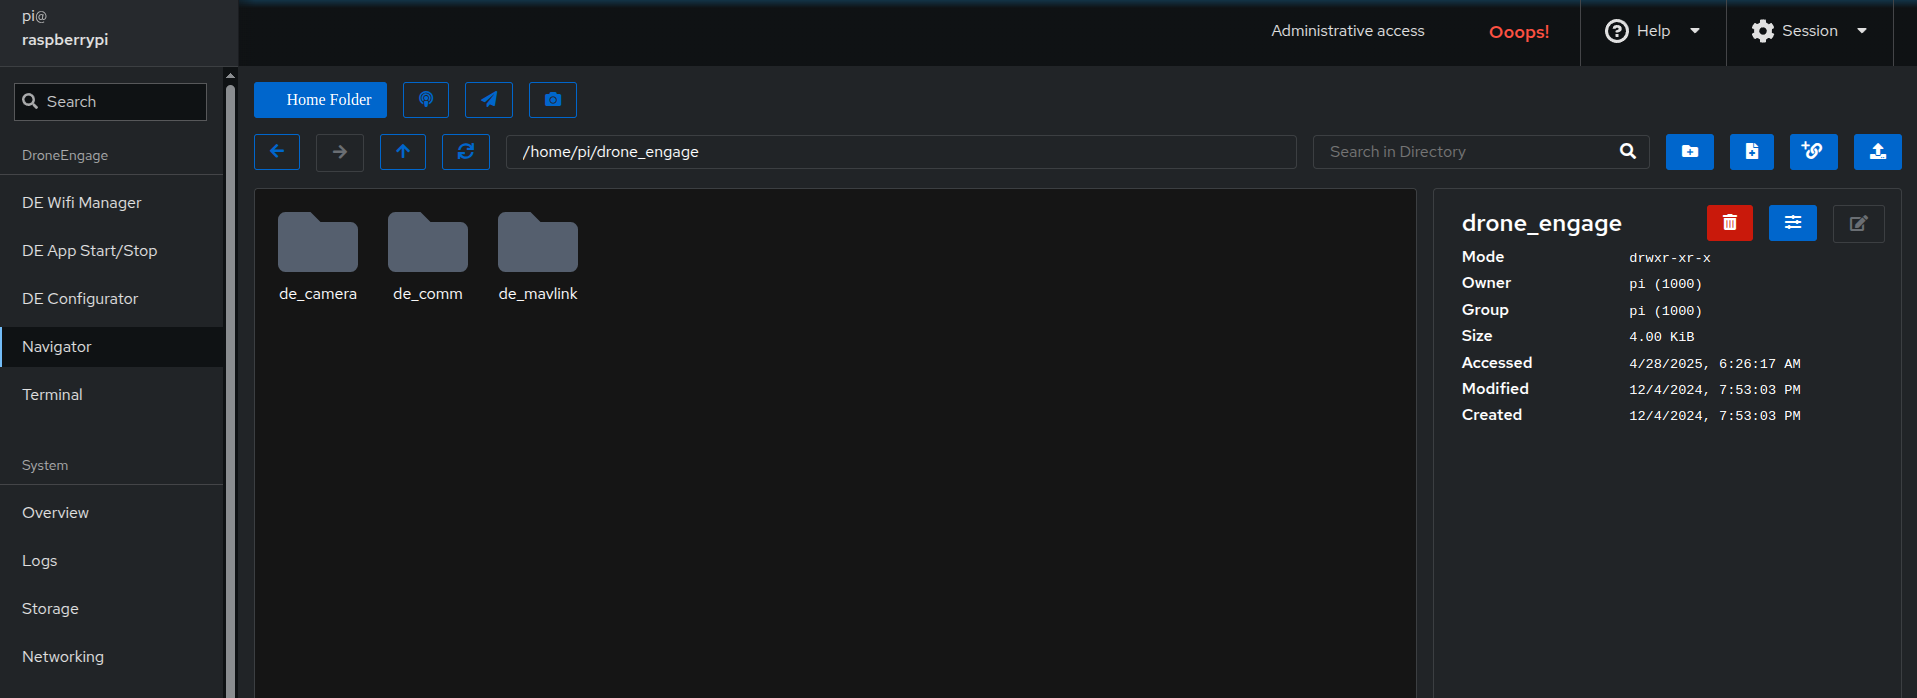 pi@
raspberrypi
Administrative access
Ooops!
Help
Session
Search
DroneEngage
DE Wifi Manager
DE App Start/Stop
DE Configurator
Navigator
Terminal
System
Overview
Logs
Storage
Networking
Home Folder
/home/pi/drone_engage
Search in Directory
de_camera
de_comm
de_mavlink
drone_engage
Mode drwxr-xr-x
Owner pi (1000)
Group pi (1000)
Size 4.00 KiB
Accessed 4/28/2025, 6:26:17 AM
Modified 12/4/2024, 7:53:03 PM
Created 12/4/2024, 7:53:03 PM